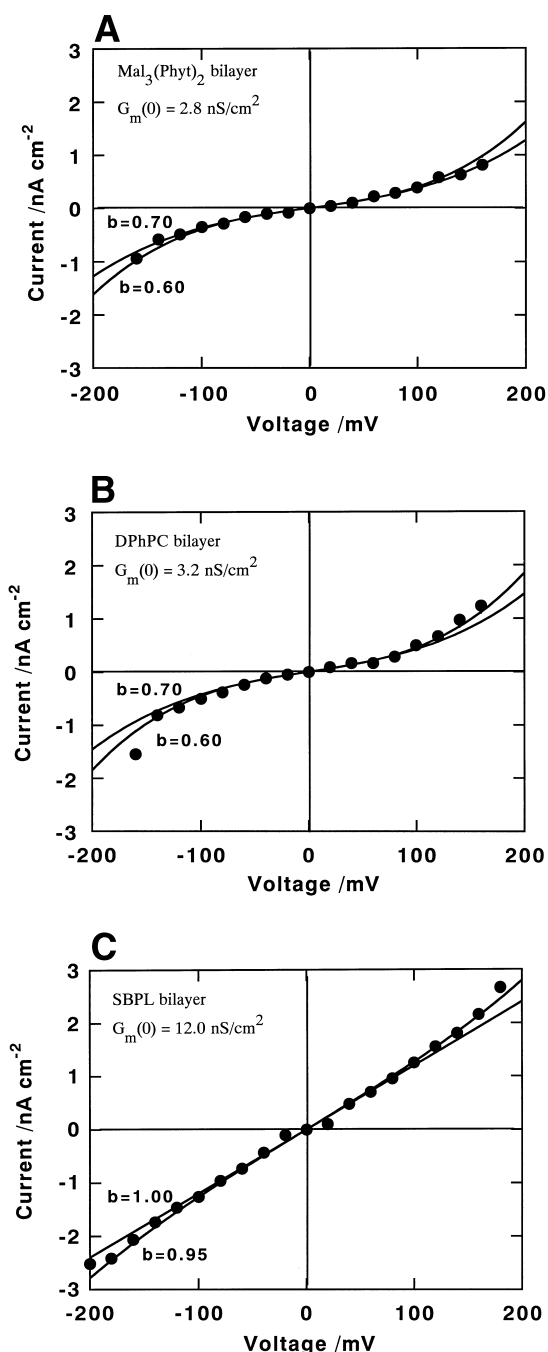 A
Mal3(Phyt)2 bilayer
Gm(0) = 2.8 nS/cm2
3
2
1
0
-1
-2
-3
b=0.70
b=0.60
Current /nA cm-2
-200 -100 0 100 200
Voltage /mV
B
DPhPC bilayer
Gm(0) = 3.2 nS/cm2
3
2
1
0
-1
-2
-3
b=0.70
b=0.60
Current /nA cm-2
-200 -100 0 100 200
Voltage /mV
C
SBPL bilayer
Gm(0) = 12.0 nS/cm2
3
2
1
0
-1
-2
-3
b=1.00
b=0.95
Current /nA cm-2
-200 -100 0 100 200
Voltage /mV